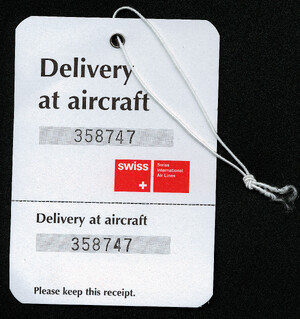 Delivery
at aircraft
358747
swiss
Swiss
International
Air Lines
Delivery at aircraft
358747
Please keep this receipt.